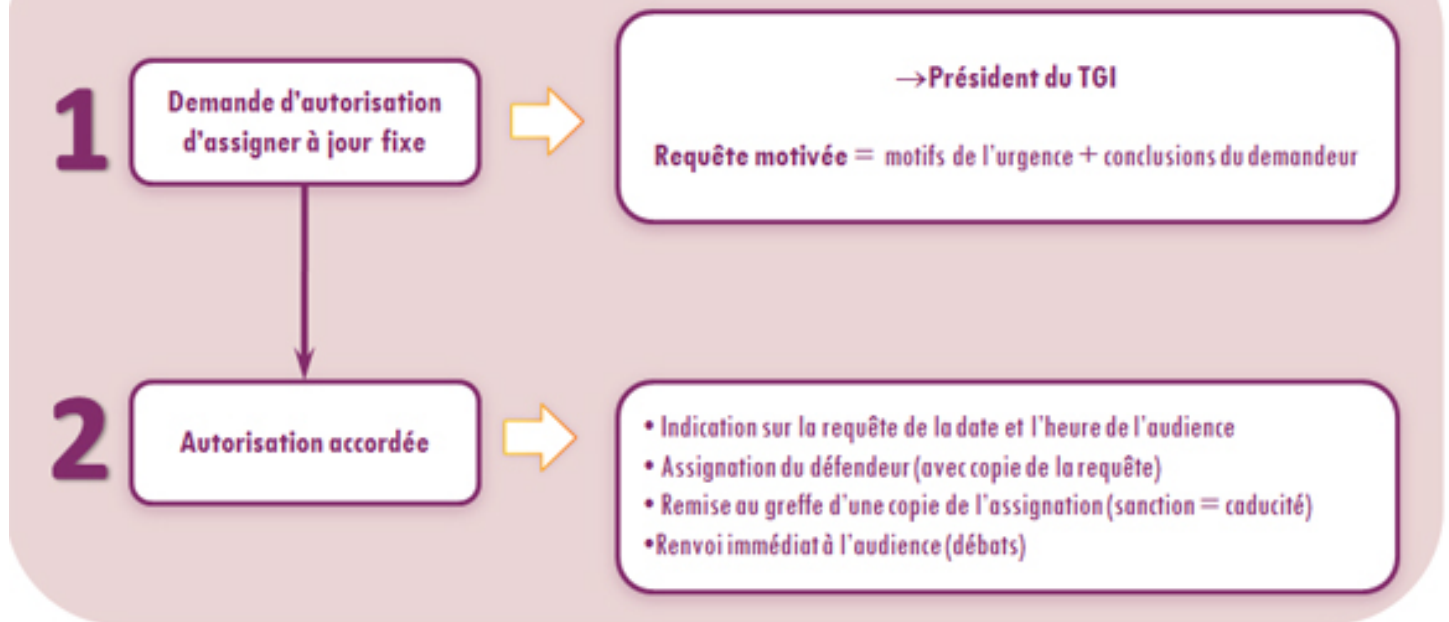 1
Demande d'autorisation
d'assigner à jour fixe
→Président du TGI
Requête motivée = motifs de l'urgence + conclusions du demandeur
2
Autorisation accordée
• Indication sur la requête de la date et l'heure de l'audience
• Assignation du défendeur (avec copie de la requête)
• Remise au greffe d'une copie de l'assignation (sanction = caducité)
•Renvoi immédiat à l'audience (débats)